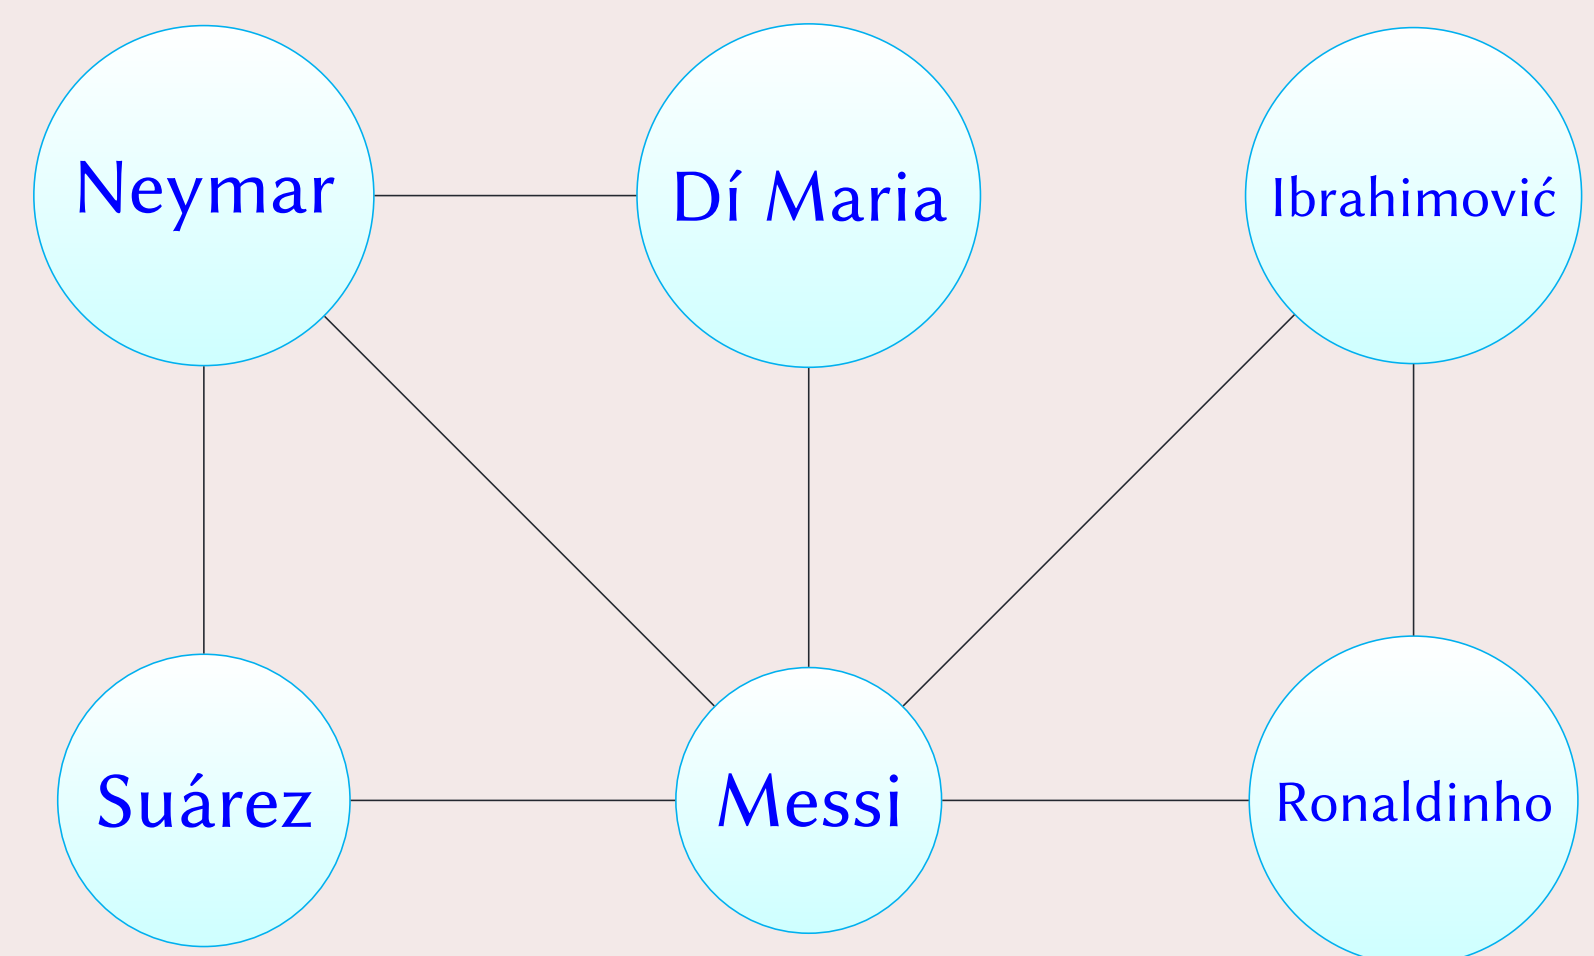 Neymar
Dí Maria
Ibrahimović
Suárez
Messi
Ronaldinho